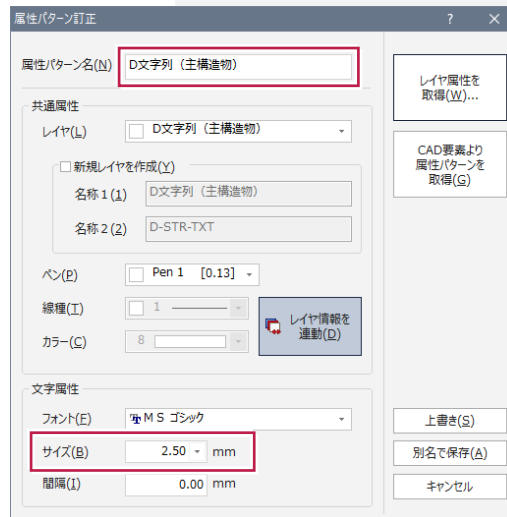 属性パターン訂正 ? ×
属性パターン名(N) D文字列（主構造物）
レイヤ属性を
取得(W)...
共通属性
レイヤ(L) D文字列（主構造物）
CAD要素より
属性パターンを
取得(G)
新規レイヤを作成(Y)
名称１(1) D文字列（主構造物）
名称２(2) D-STR-TXT
ペン(P) Pen 1 [0.13]
線種(T) 1
レイヤ情報を
連動(D)
カラー(C) 8
文字属性
フォント(F) ＭＳ ゴシック
上書き(S)
サイズ(B) 2.50 mm
別名で保存(A)
間隔(I) 0.00 mm
キャンセル